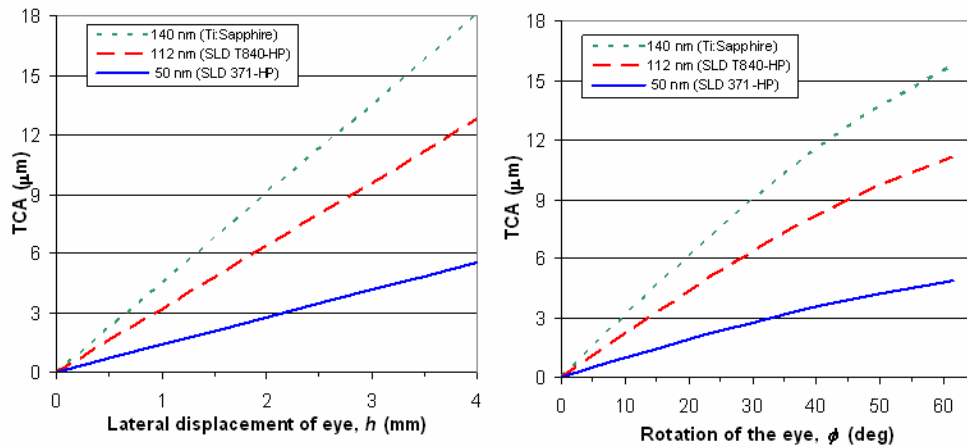 18
15
12
9
6
3
0
TCA (μm)
140 nm (Ti:Sapphire)
112 nm (SLD T840-HP)
50 nm (SLD 371-HP)
0 1 2 3 4
Lateral displacement of eye, h (mm)
18
15
12
9
6
3
0
TCA (μm)
140 nm (Ti:Sapphire)
112 nm (SLD T840-HP)
50 nm (SLD 371-HP)
0 10 20 30 40 50 60
Rotation of the eye, ϕ (deg)